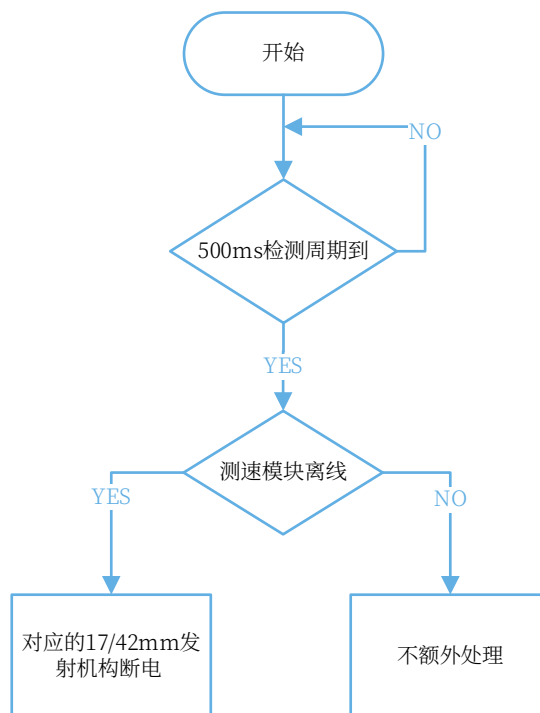 开始
NO
500ms检测周期到
YES
测速模块离线
YES
NO
对应的17/42mm发
射机构断电
不额外处理